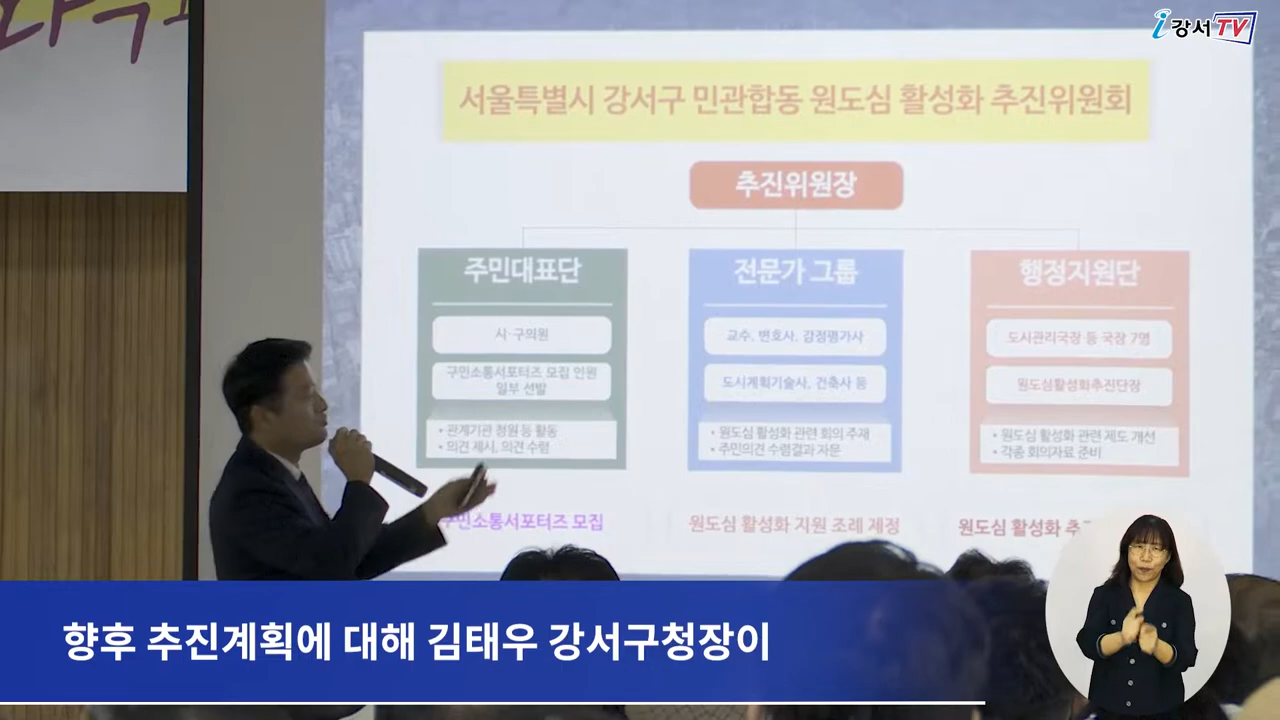 i강서TV
서울특별시 강서구 민관합동 원도심 활성화 추진위원회
추진위원장
주민대표단
시·구의원
구민소통서포터즈 모집 인원
일부 선발
• 관계기관 청원 등 활동
• 의견 제시, 의견 수렴
전문가 그룹
교수, 변호사, 감정평가사
도시계획기술사, 건축사 등
• 원도심 활성화 관련 회의 주재
• 주민의견 수렴결과 자문
행정지원단
도시관리국장 등 국장 7명
원도심활성화추진단장
• 원도심 활성화 관련 제도 개선
• 각종 회의자료 준비
구민소통서포터즈 모집
원도심 활성화 지원 조례 제정
원도심 활성화
향후 추진계획에 대해 김태우 강서구청장이